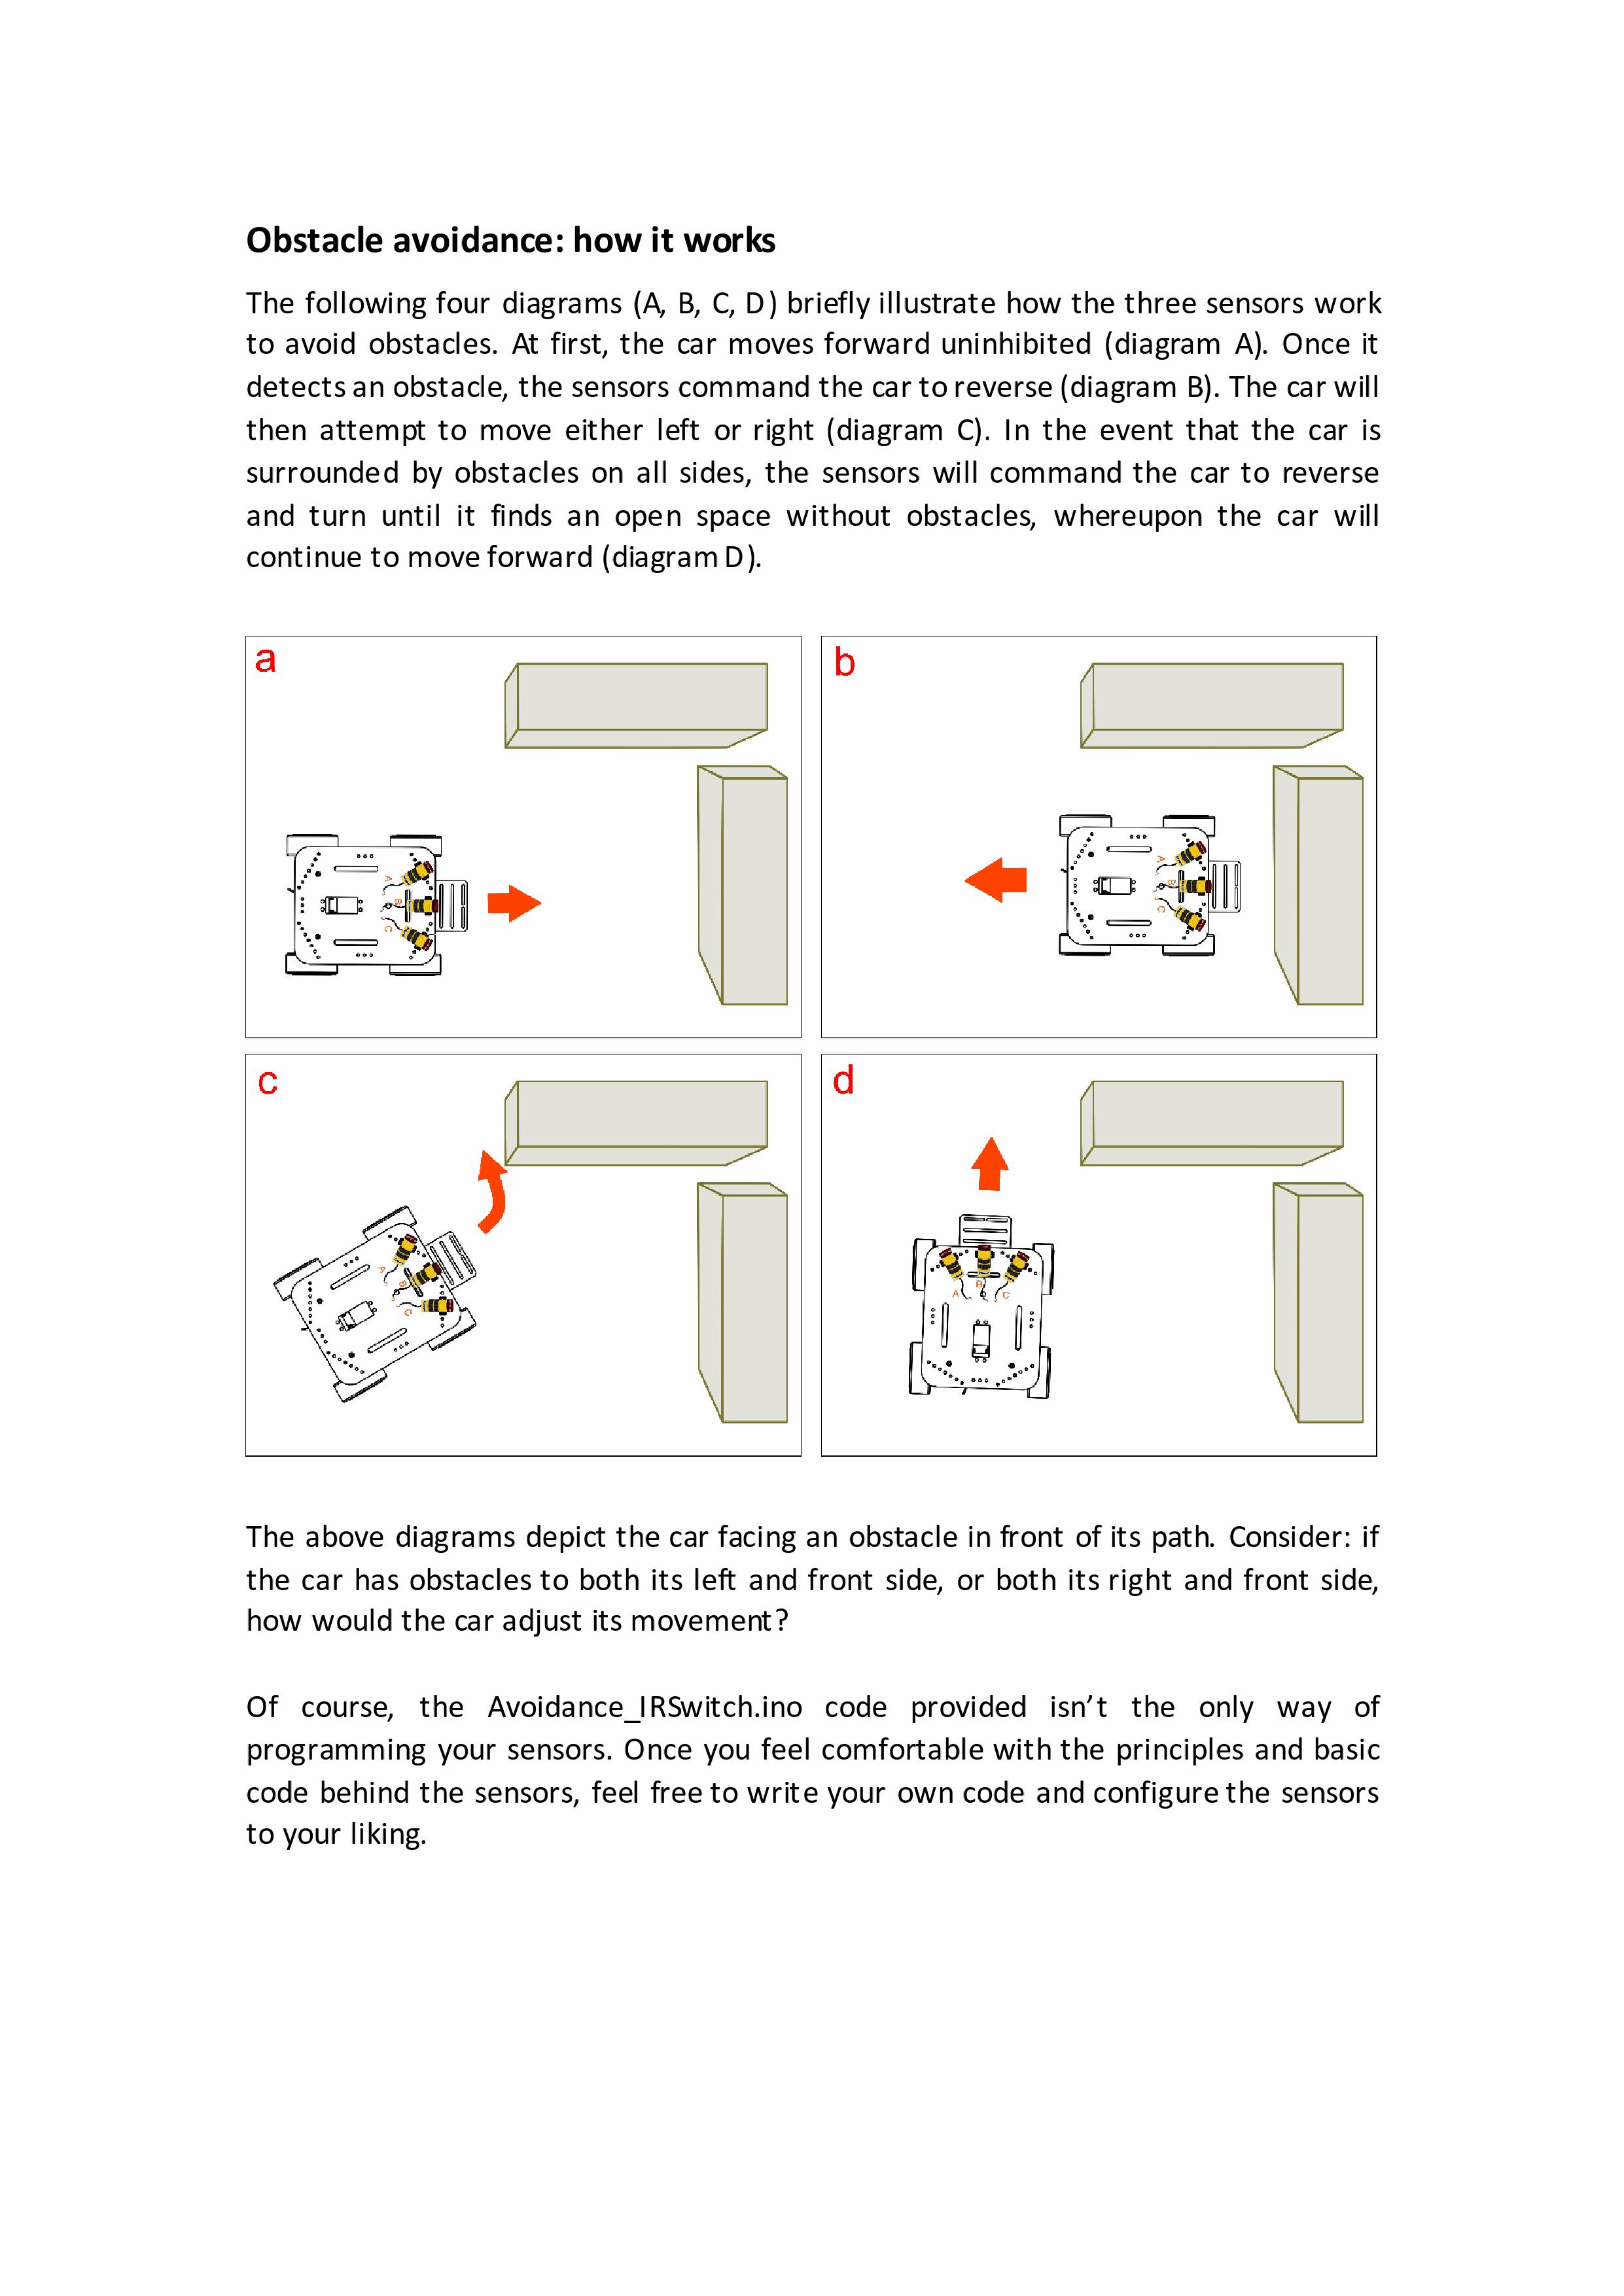 Obstacle avoidance: how it works
The following four diagrams (A, B, C, D) briefly illustrate how the three sensors work
to avoid obstacles. At first, the car moves forward uninhibited (diagram A). Once it
detects an obstacle, the sensors command the car to reverse (diagram B). The car will
then attempt to move either left or right (diagram C). In the event that the car is
surrounded by obstacles on all sides, the sensors will command the car to reverse
and turn until it finds an open space without obstacles, whereupon the car will
continue to move forward (diagram D).
a
A
B
C
b
A
B
C
c
A
B
C
d
A
B
C
The above diagrams depict the car facing an obstacle in front of its path. Consider: if
the car has obstacles to both its left and front side, or both its right and front side,
how would the car adjust its movement?
Of course, the Avoidance_IRSwitch.ino code provided isn’t the only way of
programming your sensors. Once you feel comfortable with the principles and basic
code behind the sensors, feel free to write your own code and configure the sensors
to your liking.